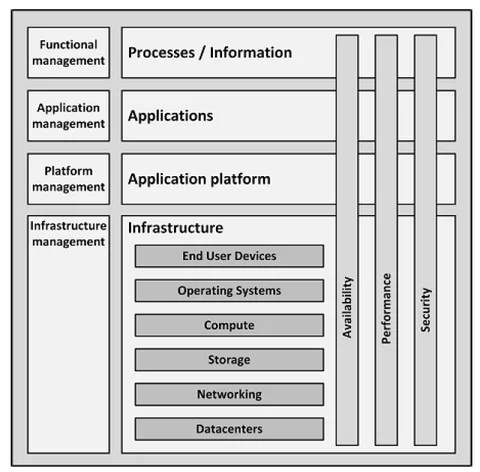 Functional
management
Processes / Information
Application
management
Applications
Platform
management
Application platform
Infrastructure
management
Infrastructure
End User Devices
Operating Systems
Compute
Storage
Networking
Datacenters
Availability
Performance
Security